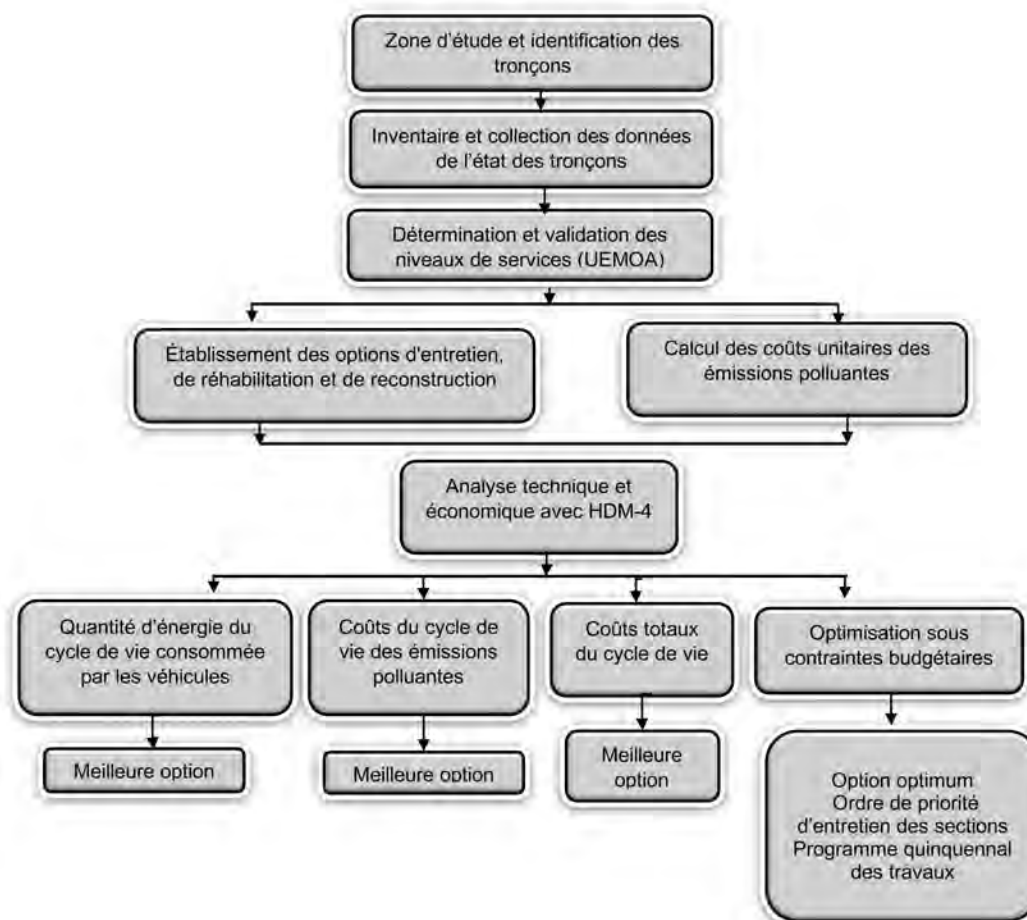 Zone d'étude et identification des
tronçons
Inventaire et collection des données
de l'état des tronçons
Détermination et validation des
niveaux de services (UEMOA)
Établissement des options d'entretien,
de réhabilitation et de reconstruction
Calcul des coûts unitaires des
émissions polluantes
Analyse technique et
économique avec HDM-4
Quantité d'énergie du
cycle de vie consommée
par les véhicules
Coûts du cycle de
vie des émissions
polluantes
Coûts totaux
du cycle de vie
Optimisation sous
contraintes budgétaires
Meilleure option
Meilleure option
Meilleure
option
Option optimum
Ordre de priorité
d'entretien des sections
Programme quinquennal
des travaux